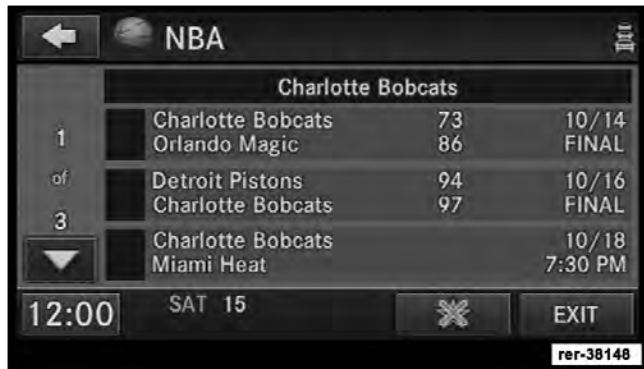 NBA
Charlotte Bobcats
1
of
3
Charlotte Bobcats 73 10/14
Orlando Magic 86 FINAL
Detroit Pistons 94 10/16
Charlotte Bobcats 97 FINAL
Charlotte Bobcats 10/18
Miami Heat 7:30 PM
12:00
SAT 15
EXIT
rer-38148